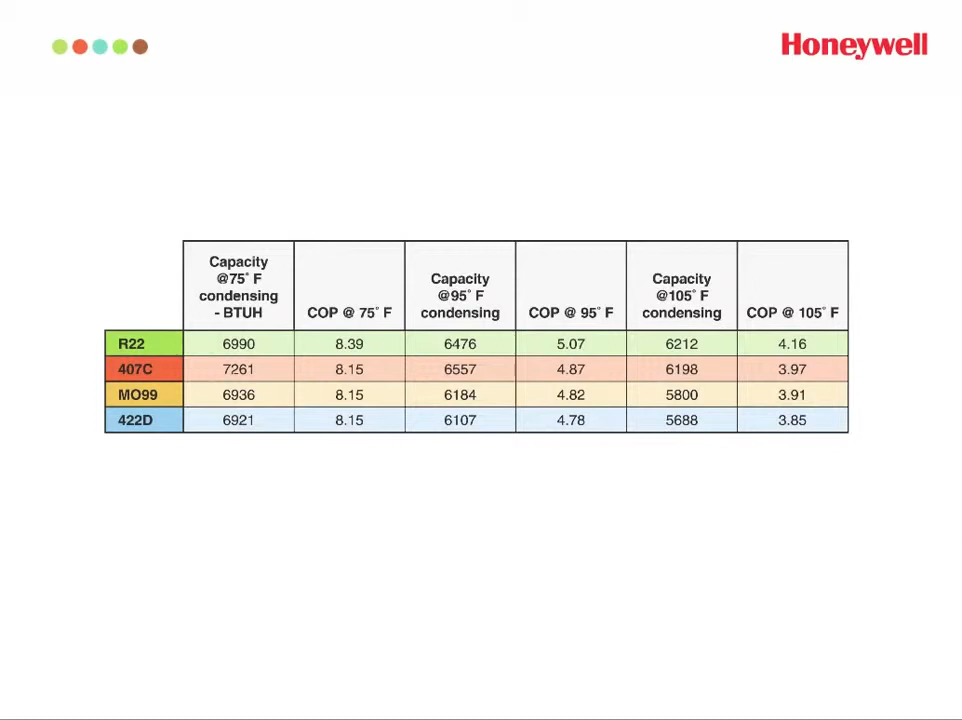 Honeywell
Capacity @75° F condensing - BTUH COP @ 75° F Capacity @95° F condensing COP @ 95° F Capacity @105° F condensing COP @ 105° F
R22 6990 8.39 6476 5.07 6212 4.16
407C 7261 8.15 6557 4.87 6198 3.97
MO99 6936 8.15 6184 4.82 5800 3.91
422D 6921 8.15 6107 4.78 5688 3.85